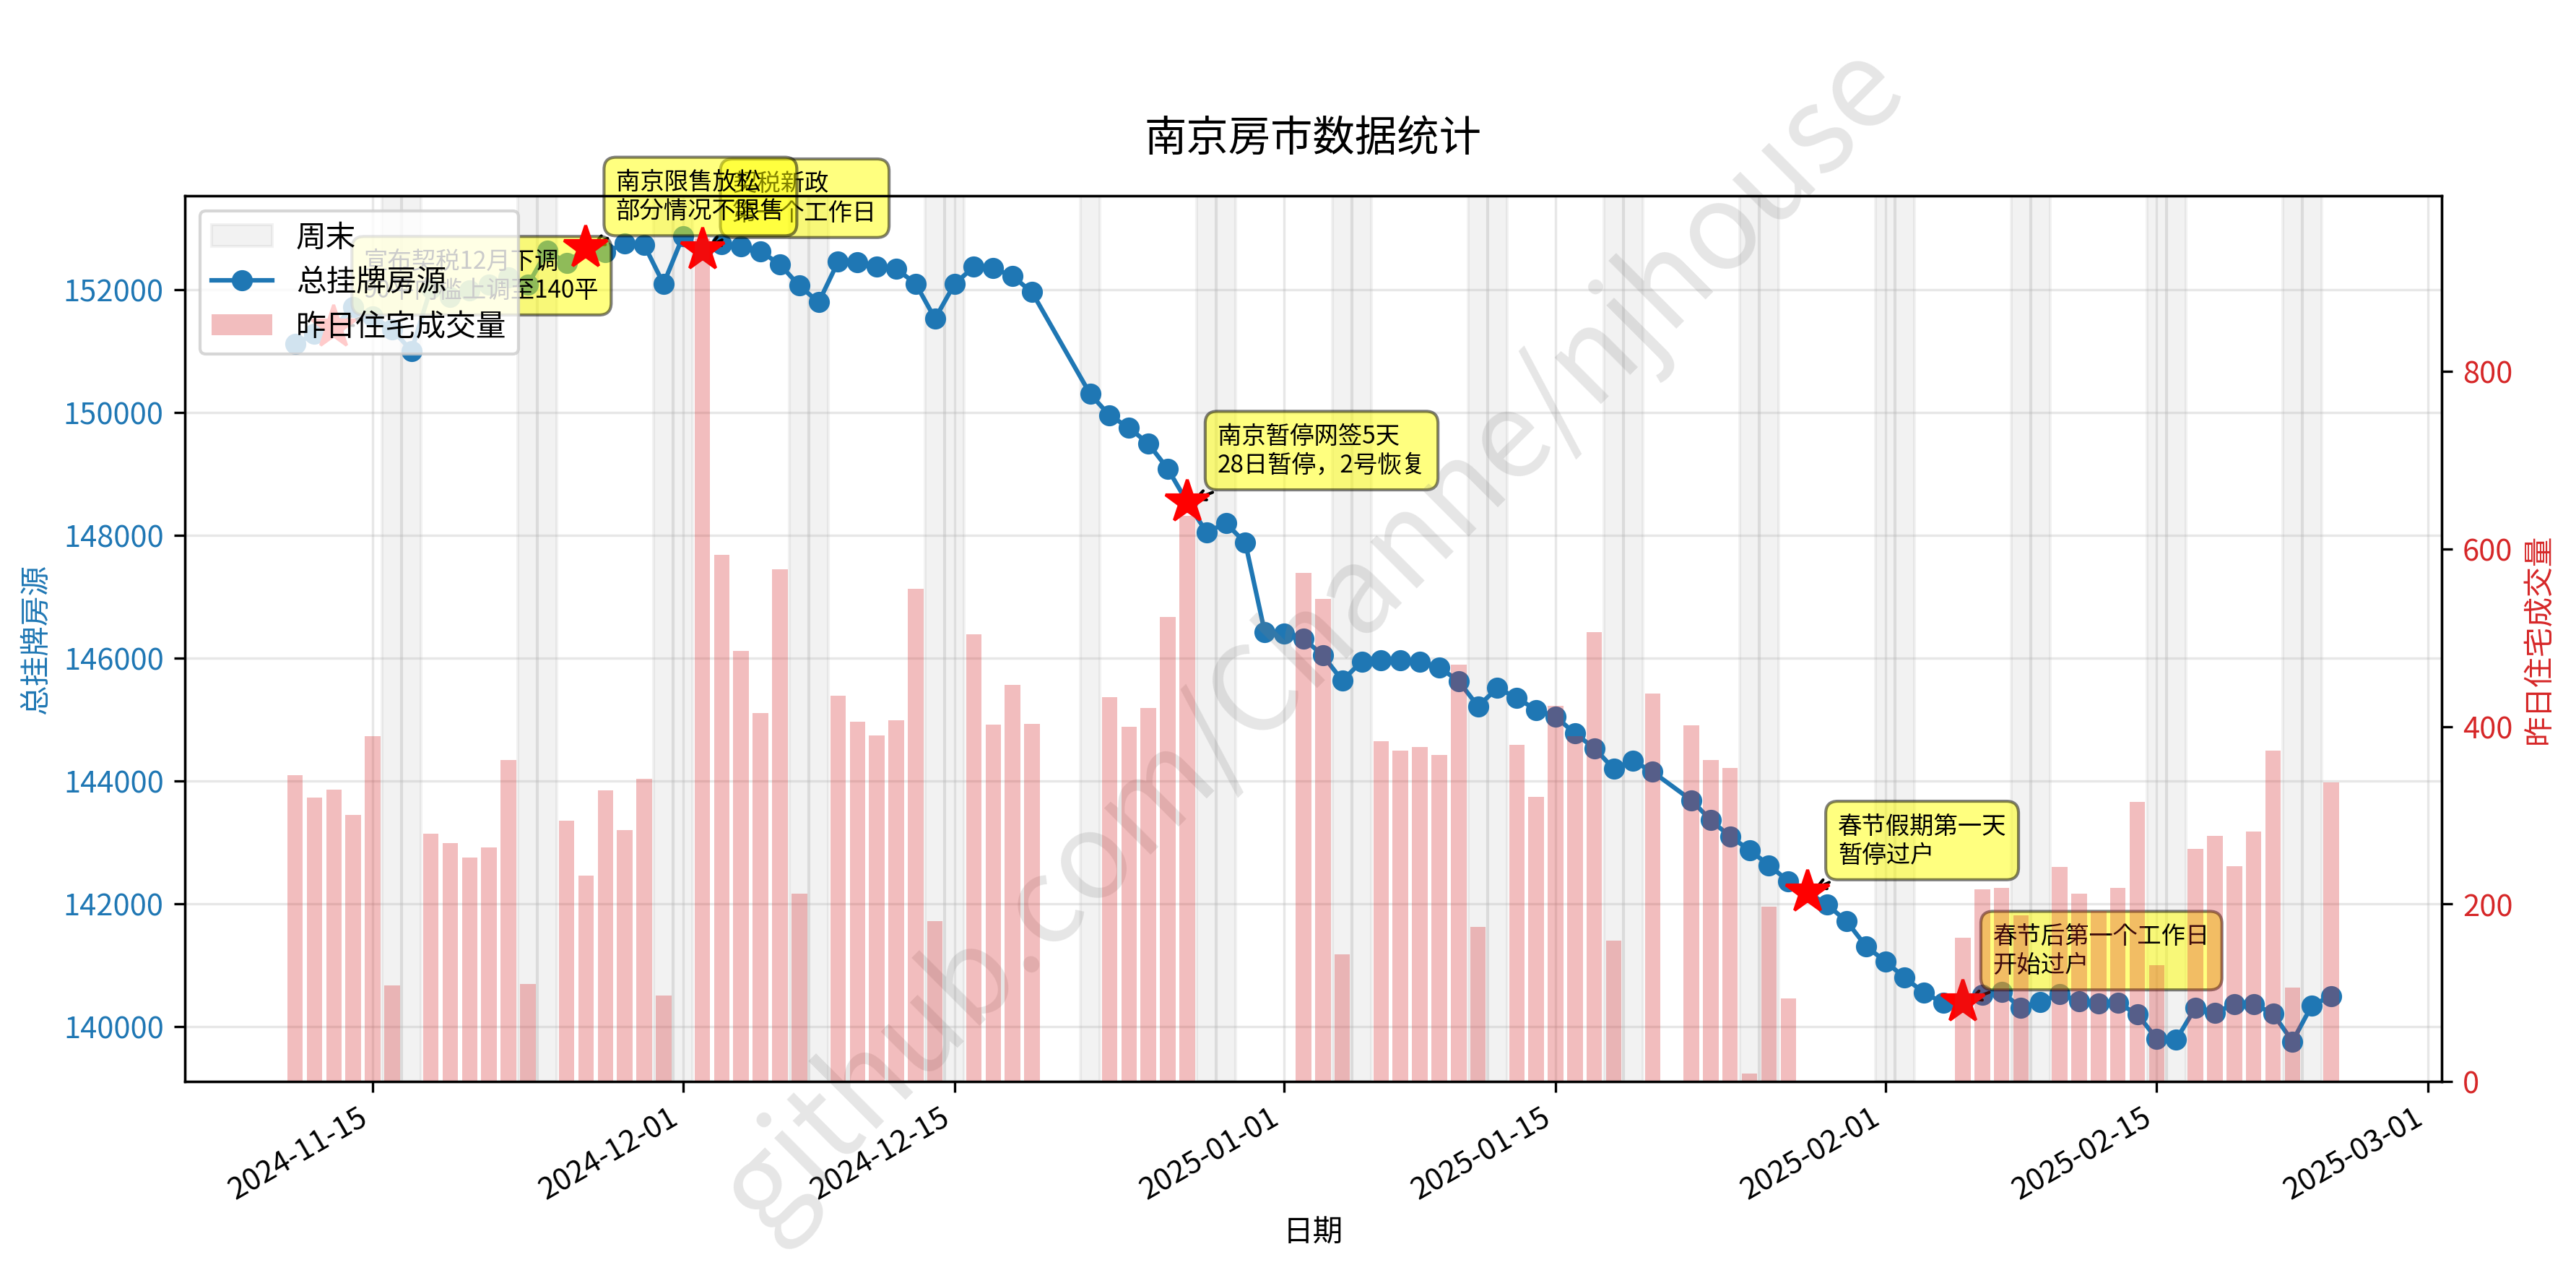 南京房市数据统计
南京限售放松
部分情况不限售
契税新政
第一个工作日
周末
总挂牌房源
昨日住宅成交量
宣布契税12月下调
门槛上调至140平
南京暂停网签5天
28日暂停，2号恢复
春节假期第一天
暂停过户
春节后第一个工作日
开始过户
152000
150000
148000
146000
144000
142000
140000
总挂牌房源
800
600
400
200
0
昨日住宅成交量
2024-11-15
2024-12-01
2024-12-15
2025-01-01
2025-01-15
2025-02-01
2025-02-15
2025-03-01
日期
github.com/Channe/njhouse